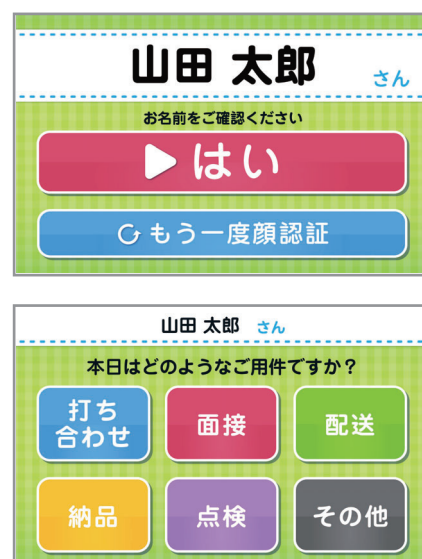 山田 太郎 さん
お名前をご確認ください
はい
もう一度顔認証
山田 太郎 さん
本日はどのようなご用件ですか?
打ち
合わせ
面接
配送
納品
点検
その他